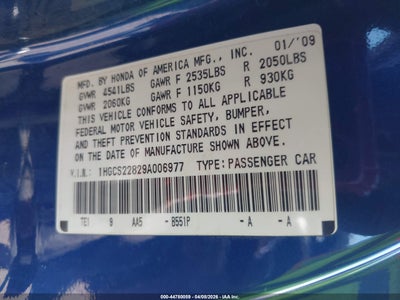 MFD. BY HONDA OF AMERICA MFG., INC. 01/'09
GVWR 4541LBS GAWR F 2535LBS R 2050LBS
GVWR 2060KG GAWR F 1150KG R 930KG
THIS VEHICLE CONFORMS TO ALL APPLICABLE
FEDERAL MOTOR VEHICLE SAFETY, BUMPER,
AND THEFT PREVENTION STANDARDS IN EFFECT
ON THE DATE OF MANUFACTURE SHOWN ABOVE.
V.I.N.: 1HGCS22829A006977 TYPE: PASSENGER CAR
TE1 9 AA5 - B551P - A - A
000-44760059 - 04/08/2026 - IAA Inc.